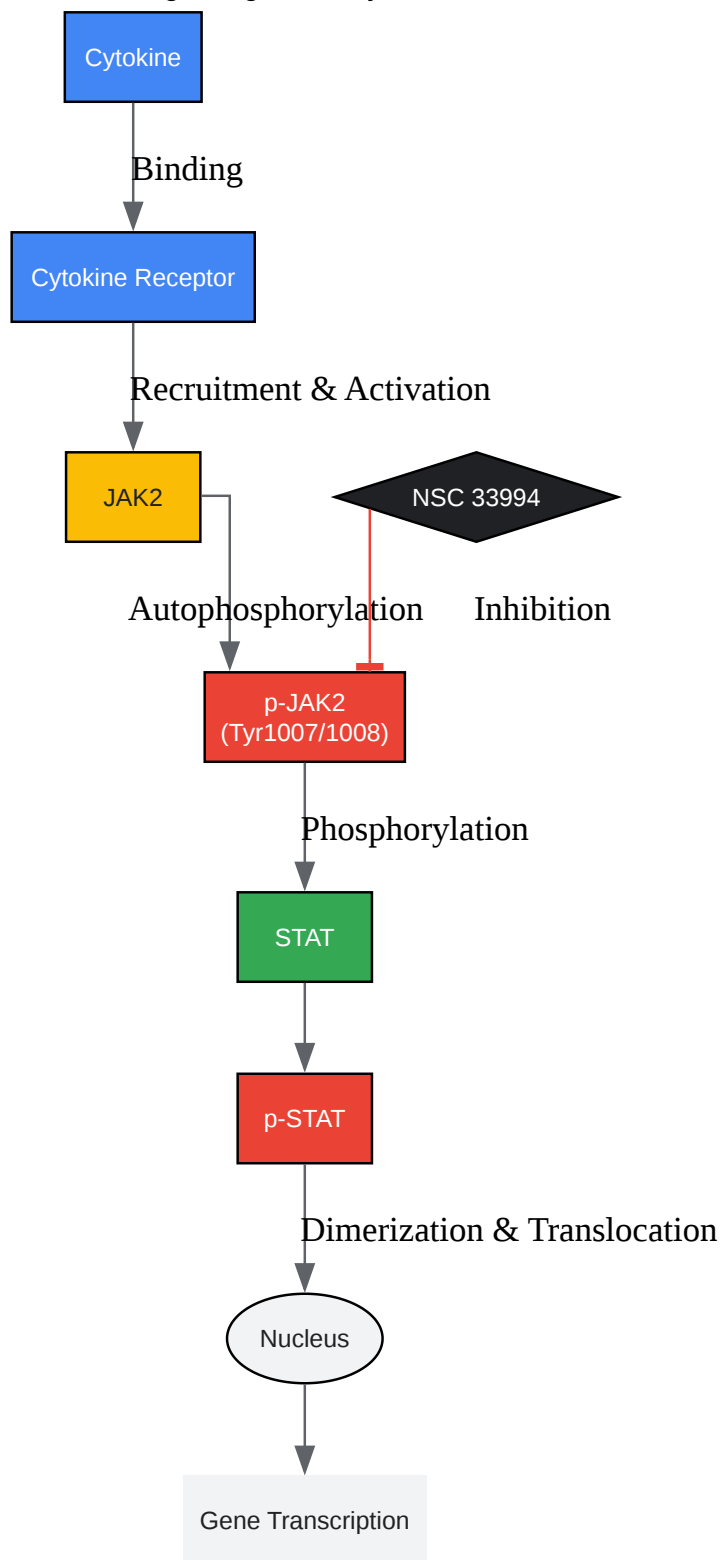 Cytokine
Binding
Cytokine Receptor
Recruitment & Activation
JAK2
NSC 33994
Autophosphorylation
Inhibition
p-JAK2
(Tyr1007/1008)
Phosphorylation
STAT
p-STAT
Dimerization & Translocation
Nucleus
Gene Transcription